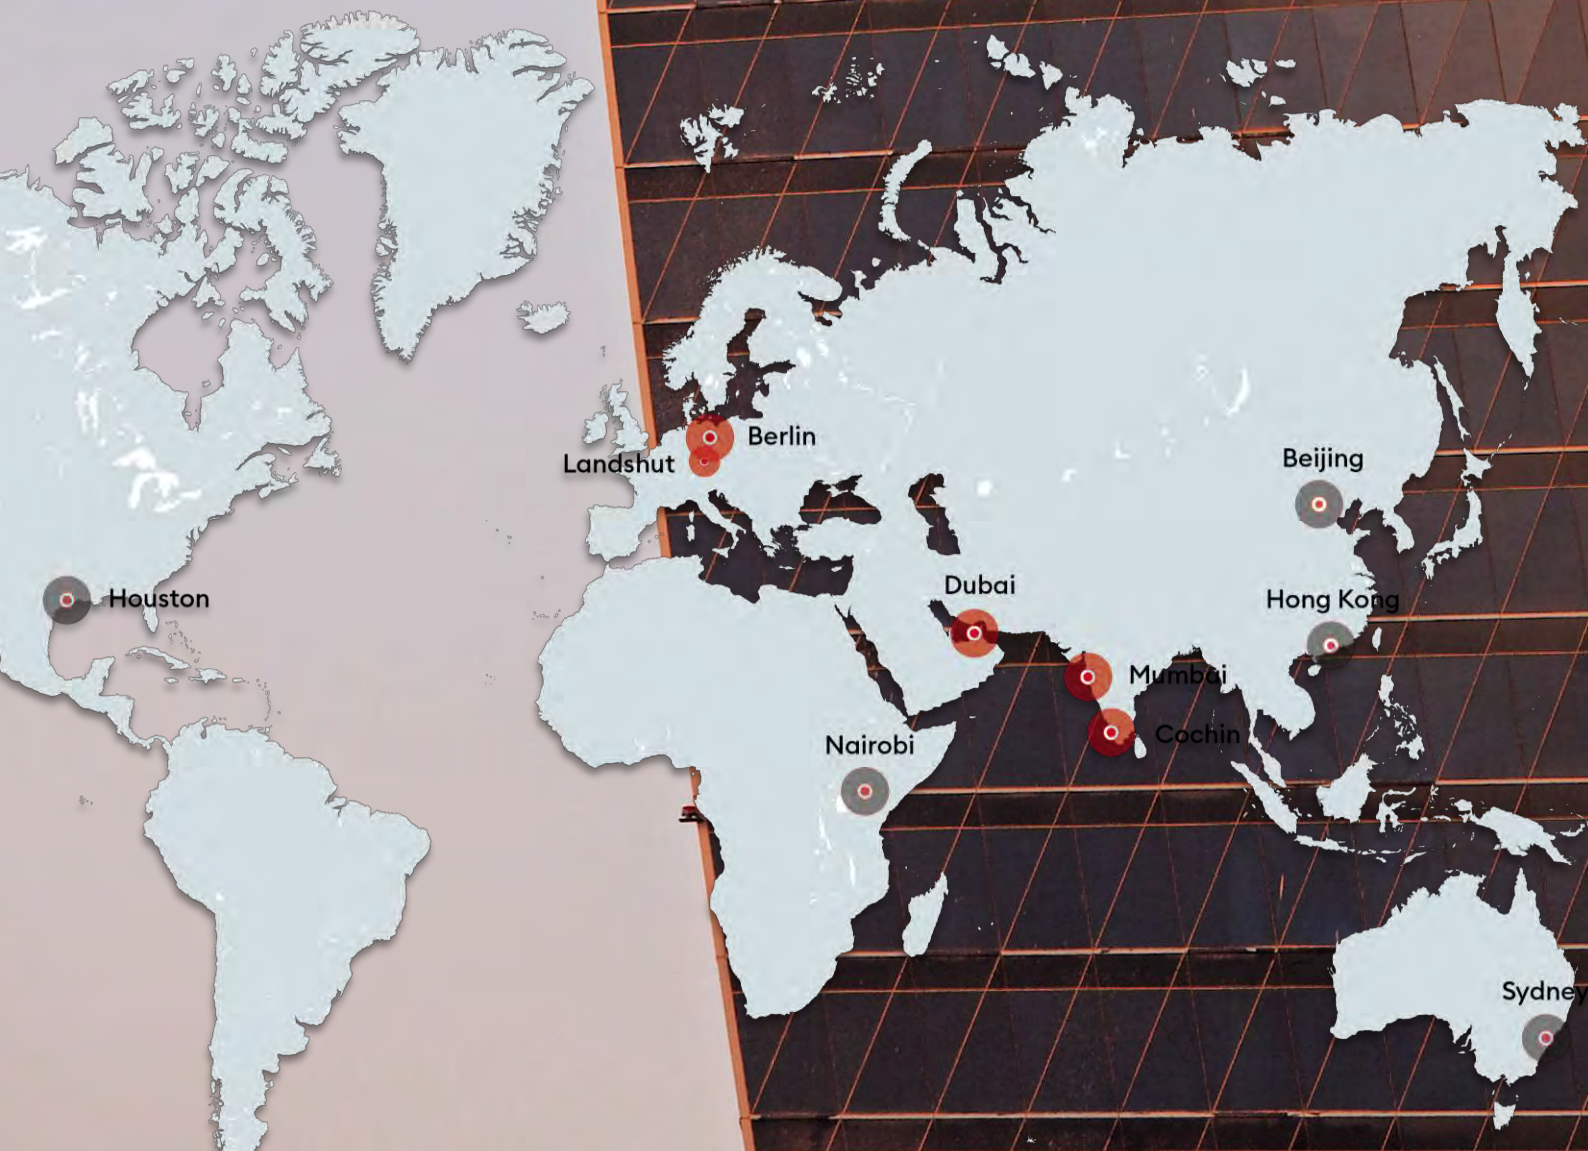 Berlin
Landshut
Beijing
Dubai
Houston
Hong Kong
Mumbai
Cochin
Nairobi
Sydney